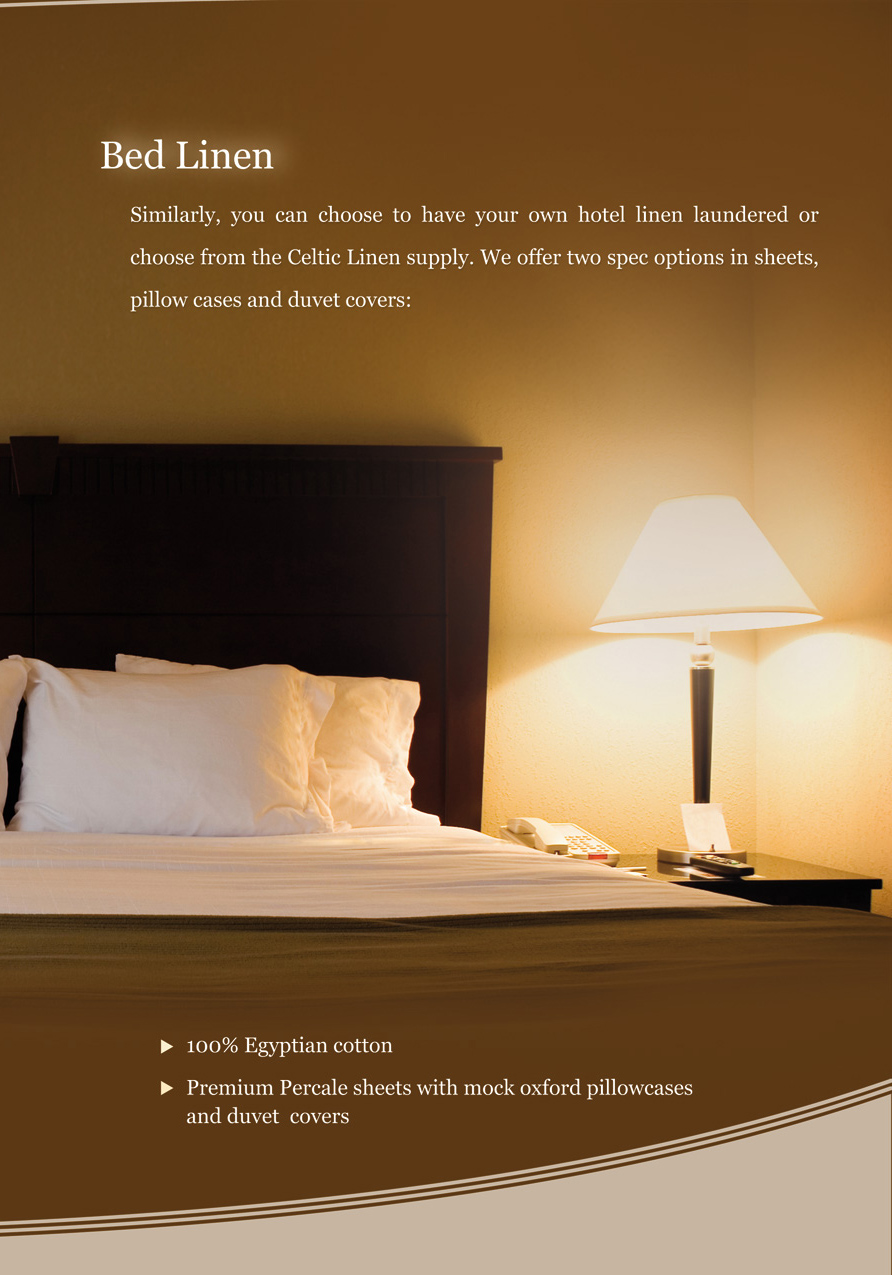 Bed Linen
Similarly, you can choose to have your own hotel linen laundered or
choose from the Celtic Linen supply. We offer two spec options in sheets,
pillow cases and duvet covers:
100% Egyptian cotton
Premium Percale sheets with mock oxford pillowcases
and duvet  covers